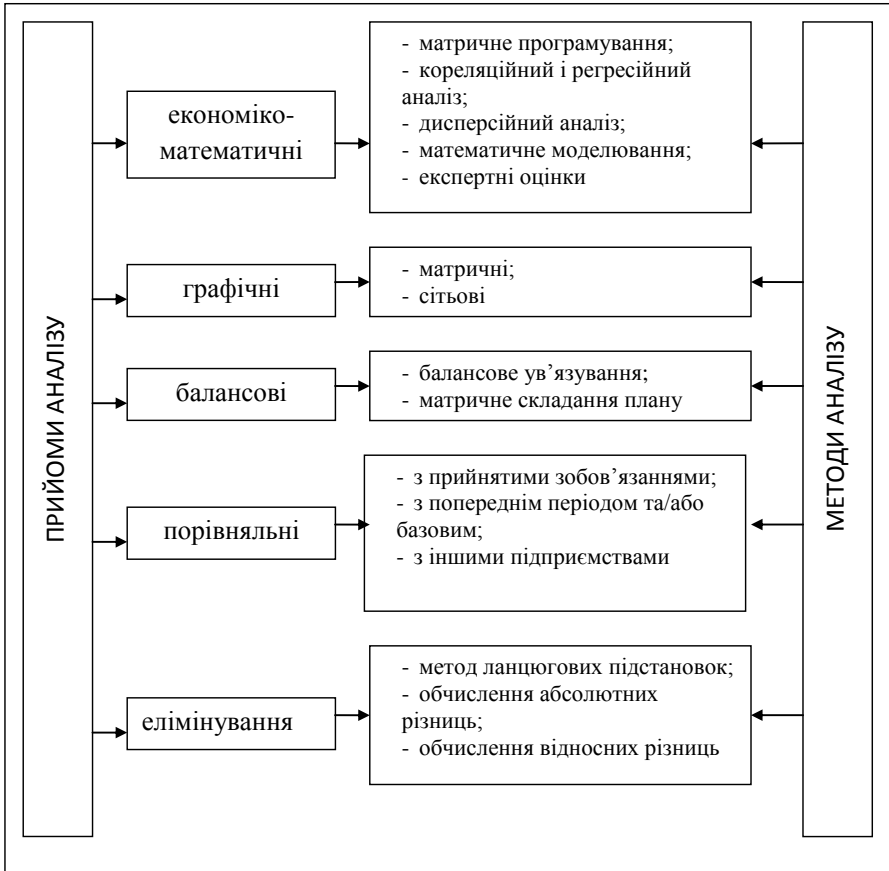 ПРИЙОМИ АНАЛІЗУ
економіко-
математичні
- матричне програмування;
- кореляційний і регресійний
аналіз;
- дисперсійний аналіз;
- математичне моделювання;
- експертні оцінки
графічні
- матричні;
- сітьові
балансові
- балансове ув’язування;
- матричне складання плану
порівняльні
- з прийнятими зобов’язаннями;
- з попереднім періодом та/або
базовим;
- з іншими підприємствами
елімінування
- метод ланцюгових підстановок;
- обчислення абсолютних
різниць;
- обчислення відносних різниць
МЕТОДИ АНАЛІЗУ